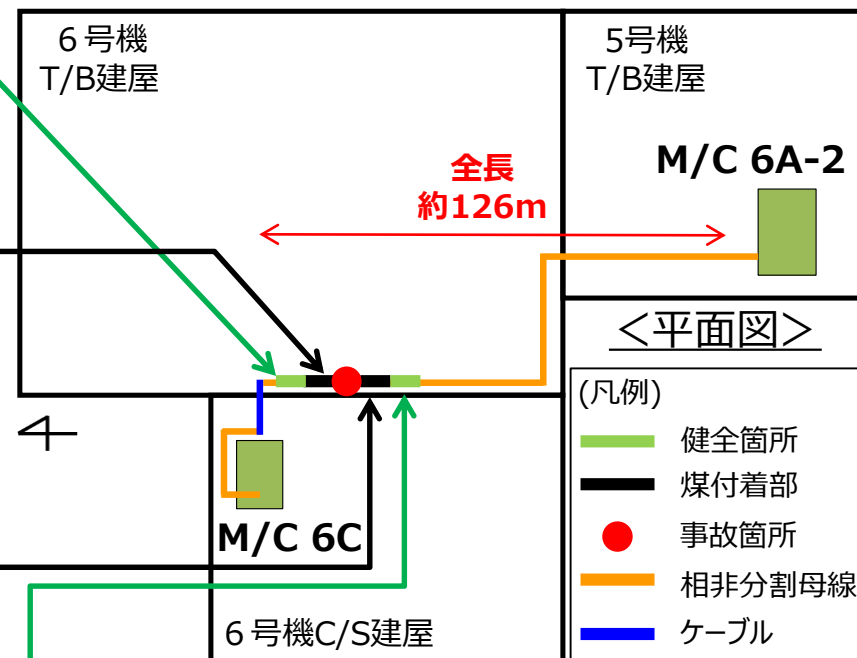 ６号機
T/B建屋
5号機
T/B建屋
M/C 6A-2
全長
約126m
＜平面図＞
(凡例)
健全箇所
煤付着部
事故箇所
相非分割母線
ケーブル
M/C 6C
６号機C/S建屋